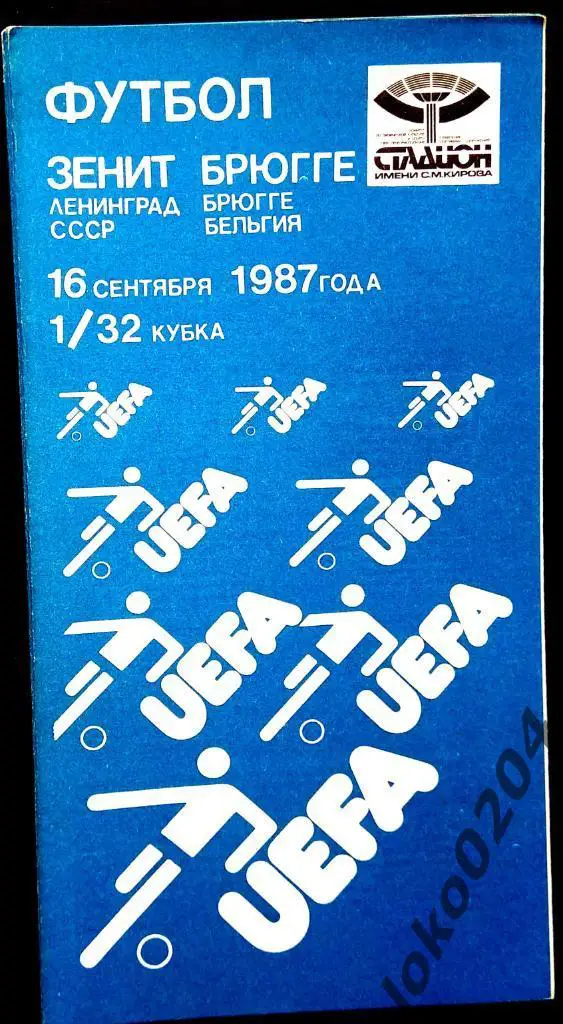 ФУТБОЛ
СТАДИОН
ИМЕНИ С.М.КИРОВА
ЗЕНИТ БРЮГГЕ
ЛЕНИНГРАД БРЮГГЕ
СССР БЕЛЬГИЯ
16 СЕНТЯБРЯ 1987 ГОДА
1/32 КУБКА
UEFA UEFA UEFA
UEFA UEFA
UEFA UEFA
UEFA
loko0204